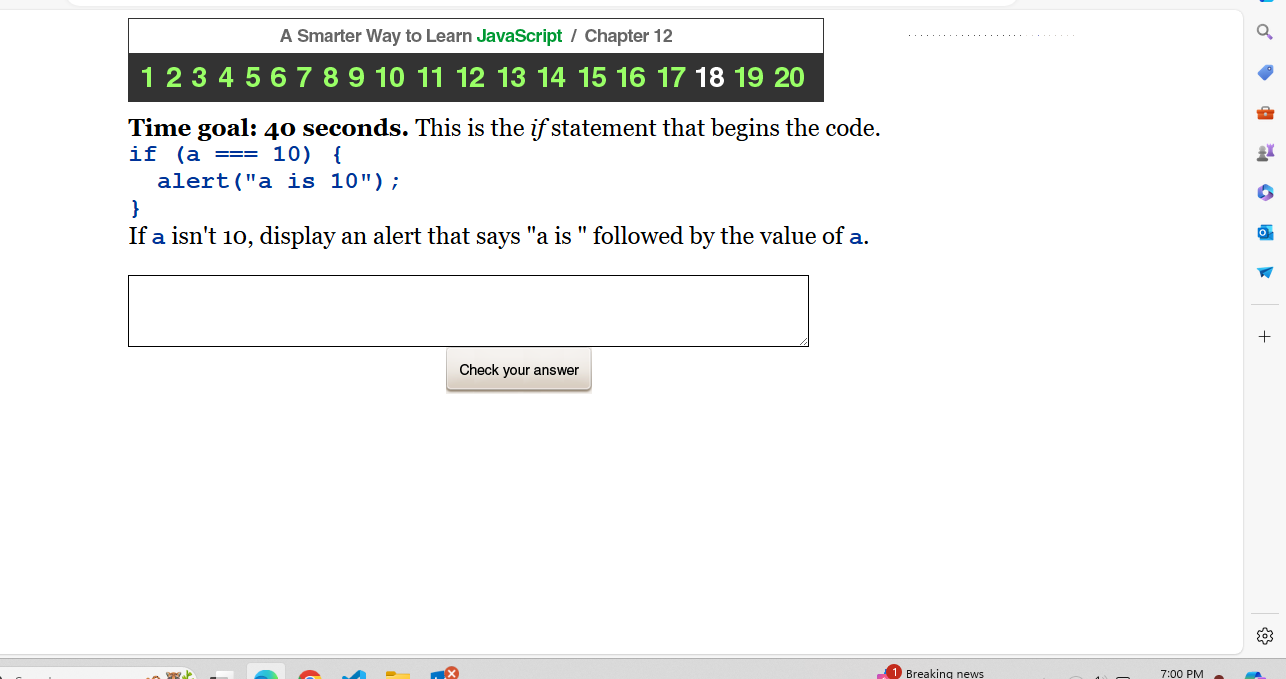 A Smarter Way to Learn JavaScript / Chapter 12
1 2 3 4 5 6 7 8 9 10 11 12 13 14 15 16 17 18 19 20
Time goal: 40 seconds. This is the if statement that begins the code.
if (a === 10) {
  alert("a is 10");
}
If a isn't 10, display an alert that says "a is " followed by the value of a.
Check your answer
1 Breaking news
7:00 PM